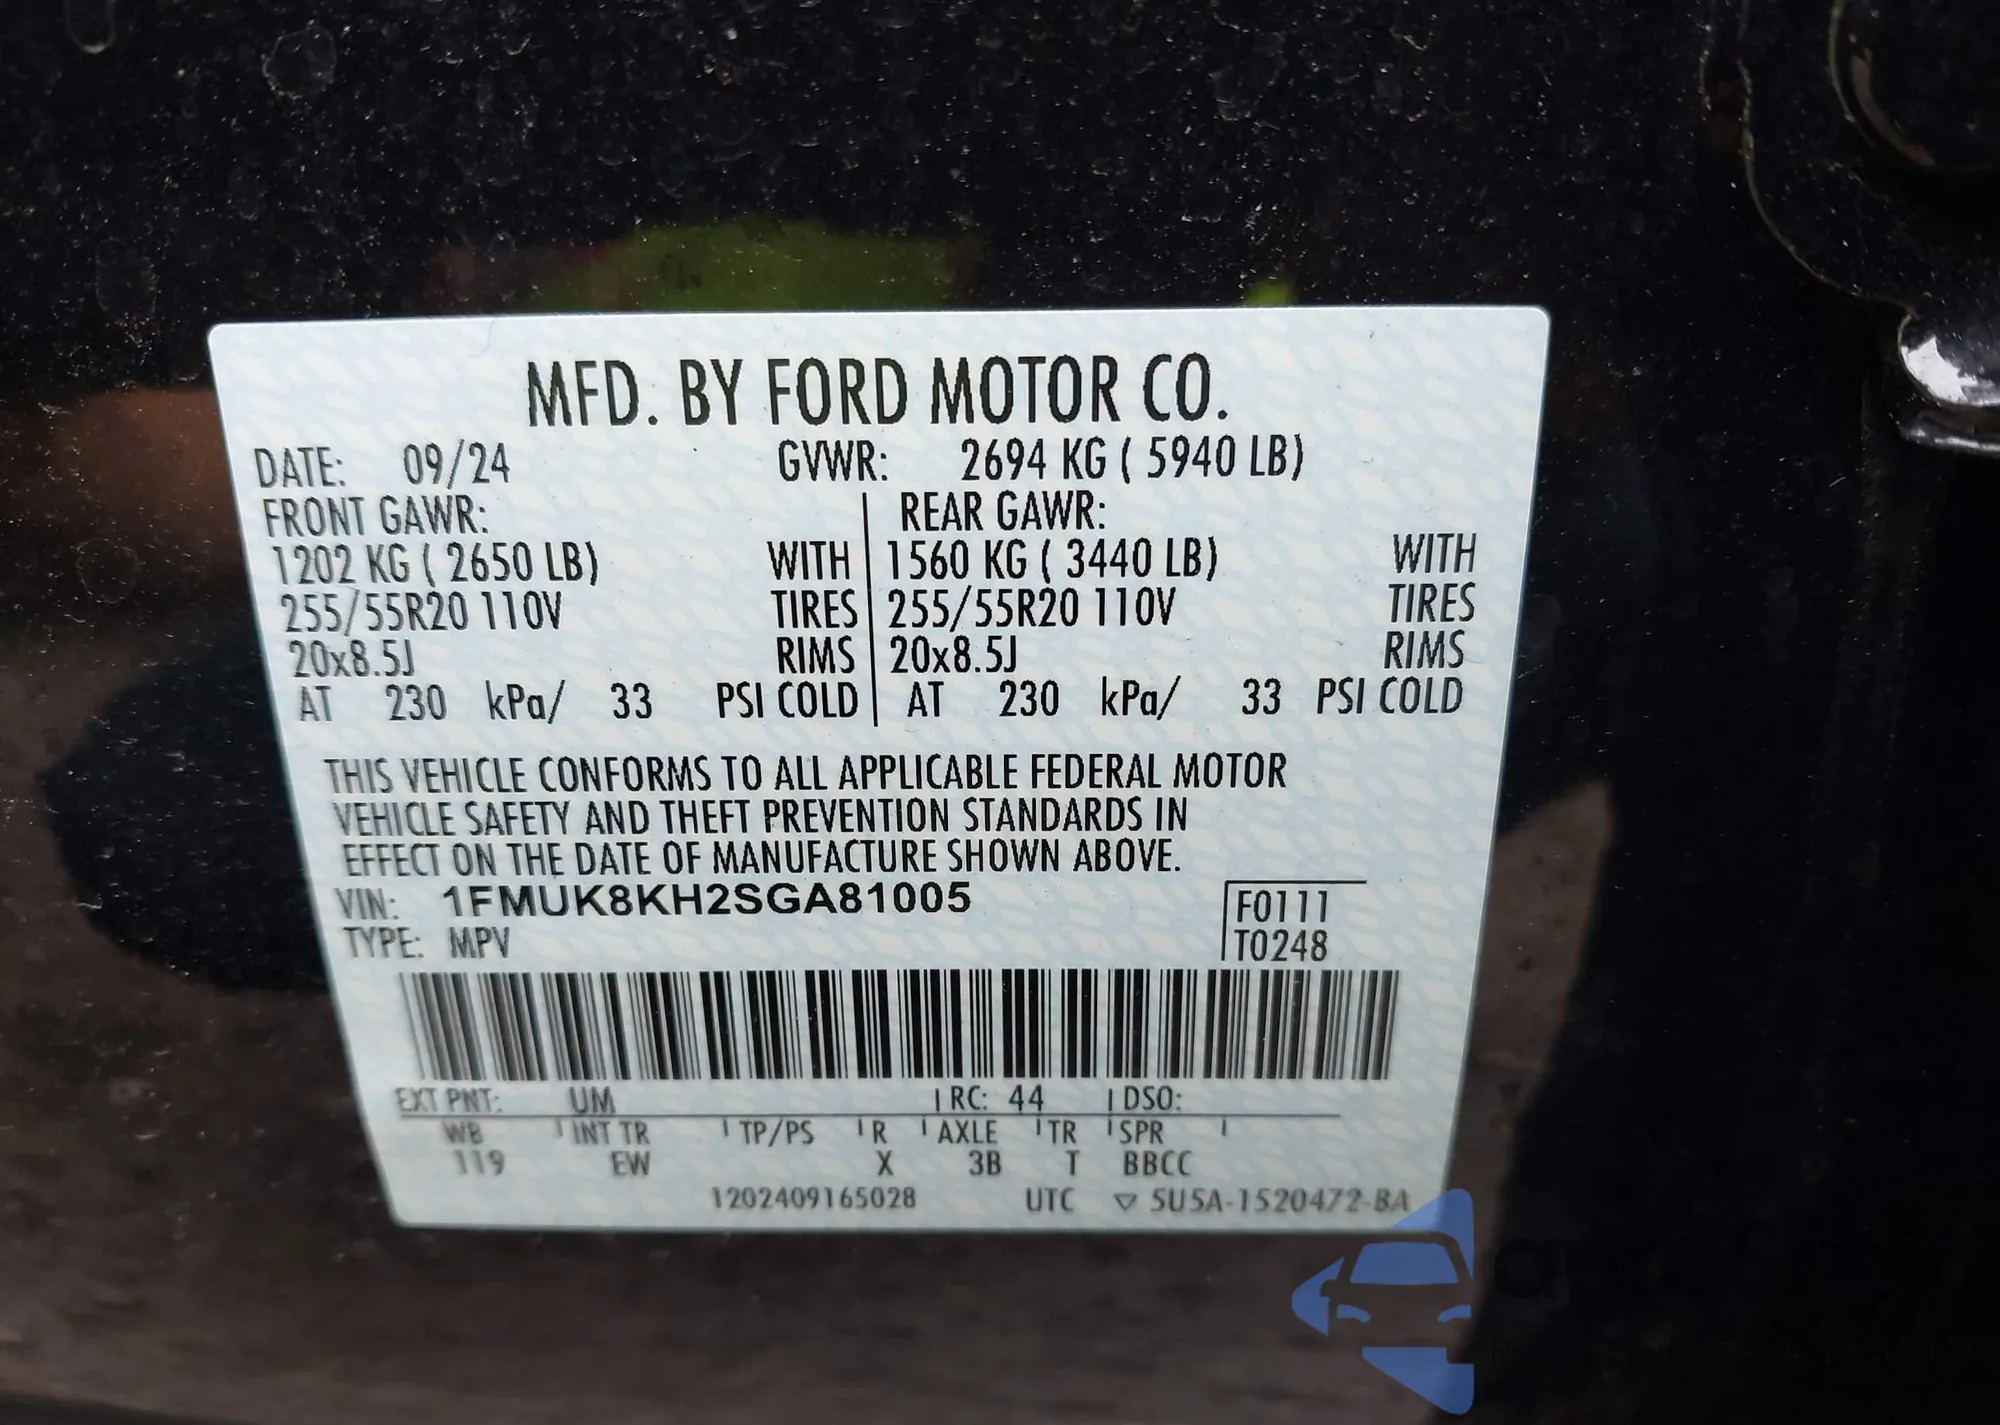 MFD. BY FORD MOTOR CO.
DATE: 09/24 GVWR: 2694 KG ( 5940 LB)
FRONT GAWR: REAR GAWR:
1202 KG ( 2650 LB) WITH 1560 KG ( 3440 LB) WITH
255/55R20 110V TIRES 255/55R20 110V TIRES
20x8.5J RIMS 20x8.5J RIMS
AT 230 kPa/ 33 PSI COLD AT 230 kPa/ 33 PSI COLD
THIS VEHICLE CONFORMS TO ALL APPLICABLE FEDERAL MOTOR
VEHICLE SAFETY AND THEFT PREVENTION STANDARDS IN
EFFECT ON THE DATE OF MANUFACTURE SHOWN ABOVE.
VIN: 1FMUK8KH2SGA81005 F0111
TYPE: MPV T0248
EXT PNT: UM RC: 44 DSO:
WB INT TR TP/PS R AXLE TR SPR
119 EW X 3B T BBCC
1202409165028 UTC ▽ 5U5A-1520472-BA